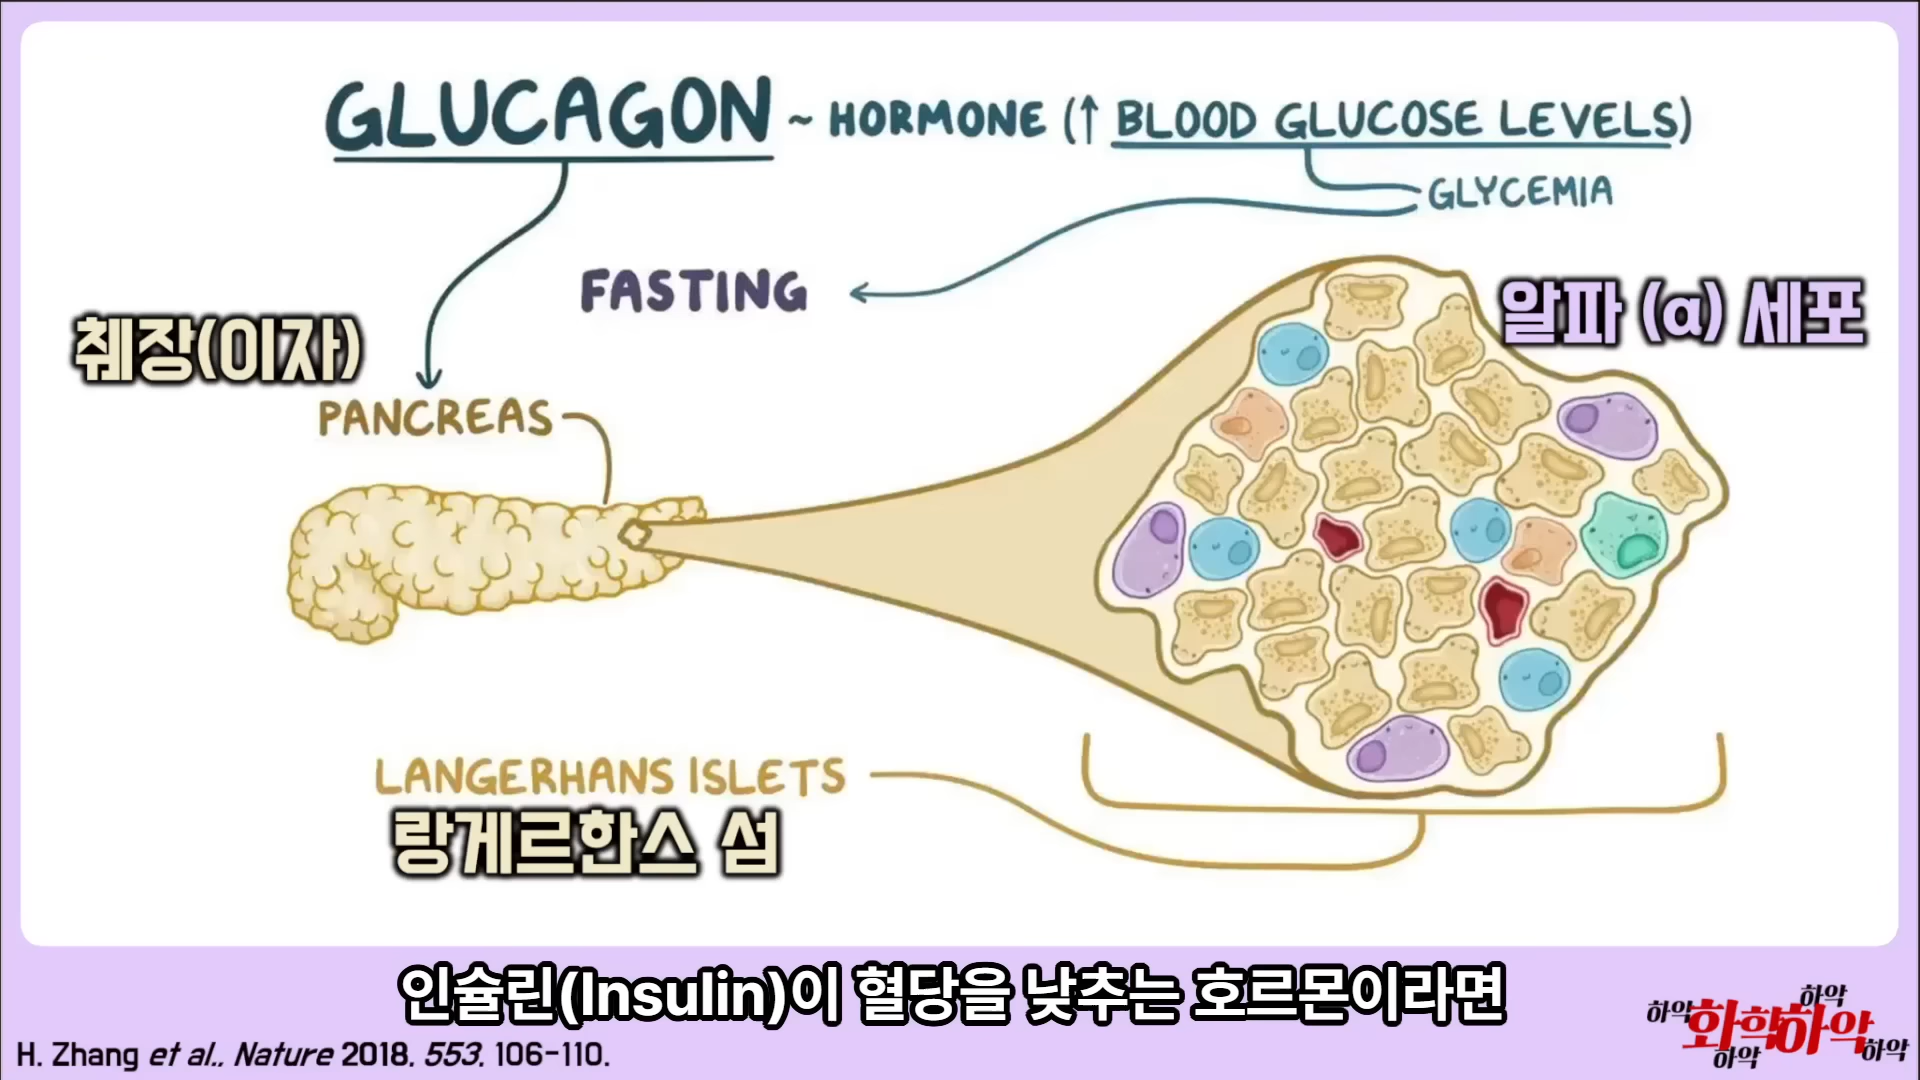 GLUCAGON ~ HORMONE (↑ BLOOD GLUCOSE LEVELS)
GLYCEMIA
FASTING
알파 (α) 세포
췌장(이자)
PANCREAS
LANGERHANS ISLETS
랑게르한스 섬
인슐린(Insulin)이 혈당을 낮추는 호르몬이라면
하악 화학하악 하악
하악 하악
H. Zhang et al., Nature 2018, 553, 106-110.